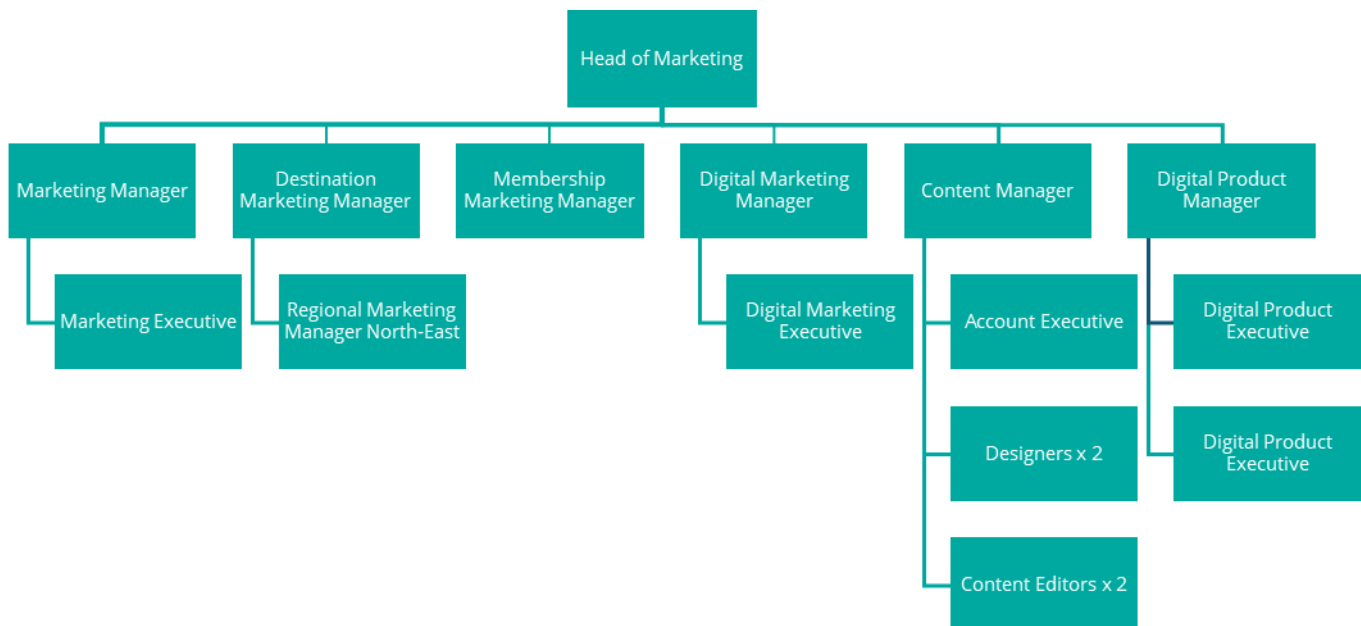 Head of Marketing
Marketing Manager
Destination
Marketing Manager
Membership
Marketing Manager
Digital Marketing
Manager
Content Manager
Digital Product
Manager
Marketing Executive
Regional Marketing
Manager North-East
Digital Marketing
Executive
Account Executive
Digital Product
Executive
Designers x 2
Digital Product
Executive
Content Editors x 2